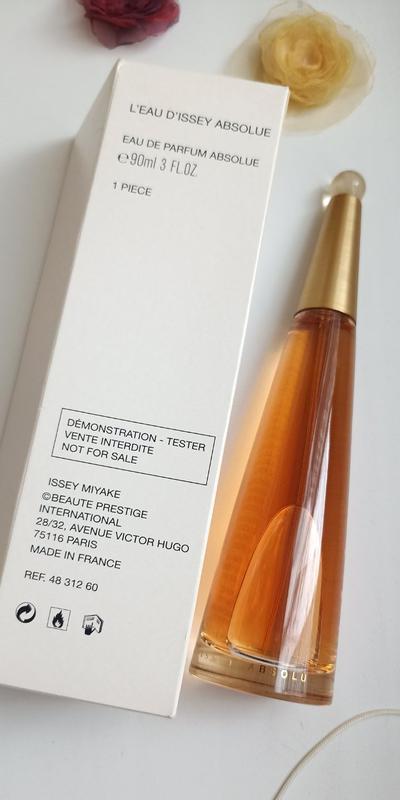 L'EAU D'ISSEY ABSOLUE
EAU DE PARFUM ABSOLUE
℮90ml 3 FL.OZ.
1 PIECE
DÉMONSTRATION - TESTER
VENTE INTERDITE
NOT FOR SALE
ISSEY MIYAKE
©BEAUTE PRESTIGE
INTERNATIONAL
28/32, AVENUE VICTOR HUGO
75116 PARIS
MADE IN FRANCE
REF. 48 312 60
ABSOLU